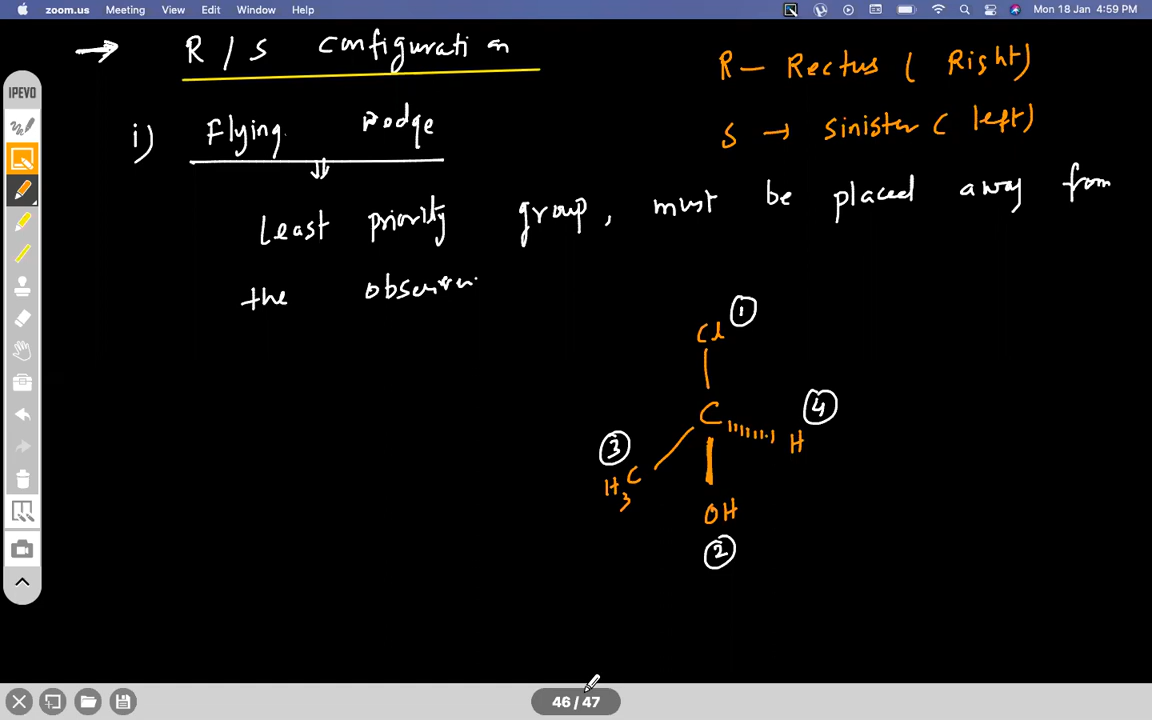 zoom.us Meeting View Edit Window Help Mon 18 Jan 4:59 PM
IPEVO
→ R / S Configuration
R — Rectus ( Right )
i) Flying wedge
S → sinister ( left )
⇓
Least priority group, must be placed away from
the observer
Cl ①
C
④
H
③
H3C
OH
②
46 / 47